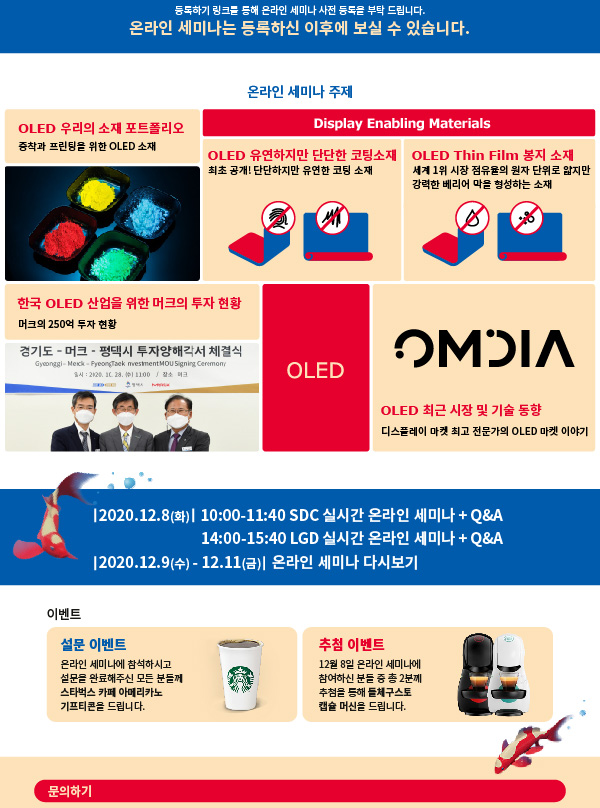 등록하기 링크를 통해 온라인 세미나 사전 등록을 부탁 드립니다.
온라인 세미나는 등록하신 이후에 보실 수 있습니다.
온라인 세미나 주제
OLED 우리의 소재 포트폴리오
증착과 프린팅을 위한 OLED 소재
Display Enabling Materials
OLED 유연하지만 단단한 코팅소재
최초 공개! 단단하지만 유연한 코팅 소재
OLED Thin Film 봉지 소재
세계 1위 시장 점유율의 원자 단위로 얇지만
강력한 베리어 막을 형성하는 소재
한국 OLED 산업을 위한 머크의 투자 현황
머크의 250억 투자 현황
경기도 - 머크 - 평택시 투자양해각서 체결식
Gyeonggi - Merck - PyeongTaek Investment MOU Signing Ceremony
일시 : 2020. 10. 28. (수) 11:00 / 장소 : 머크
OLED
OMDIA
OLED 최근 시장 및 기술 동향
디스플레이 마켓 최고 전문가의 OLED 마켓 이야기
|2020.12.8(화)| 10:00-11:40 SDC 실시간 온라인 세미나 + Q&A
14:00-15:40 LGD 실시간 온라인 세미나 + Q&A
|2020.12.9(수) - 12.11(금)| 온라인 세미나 다시보기
이벤트
설문 이벤트
온라인 세미나에 참석하시고
설문을 완료해주신 모든 분들께
스타벅스 카페 아메리카노
기프티콘을 드립니다.
추첨 이벤트
12월 8일 온라인 세미나에
참여하신 분들 중 총 2분께
추첨을 통해 돌체구스토
캡슐 머신을 드립니다.
문의하기